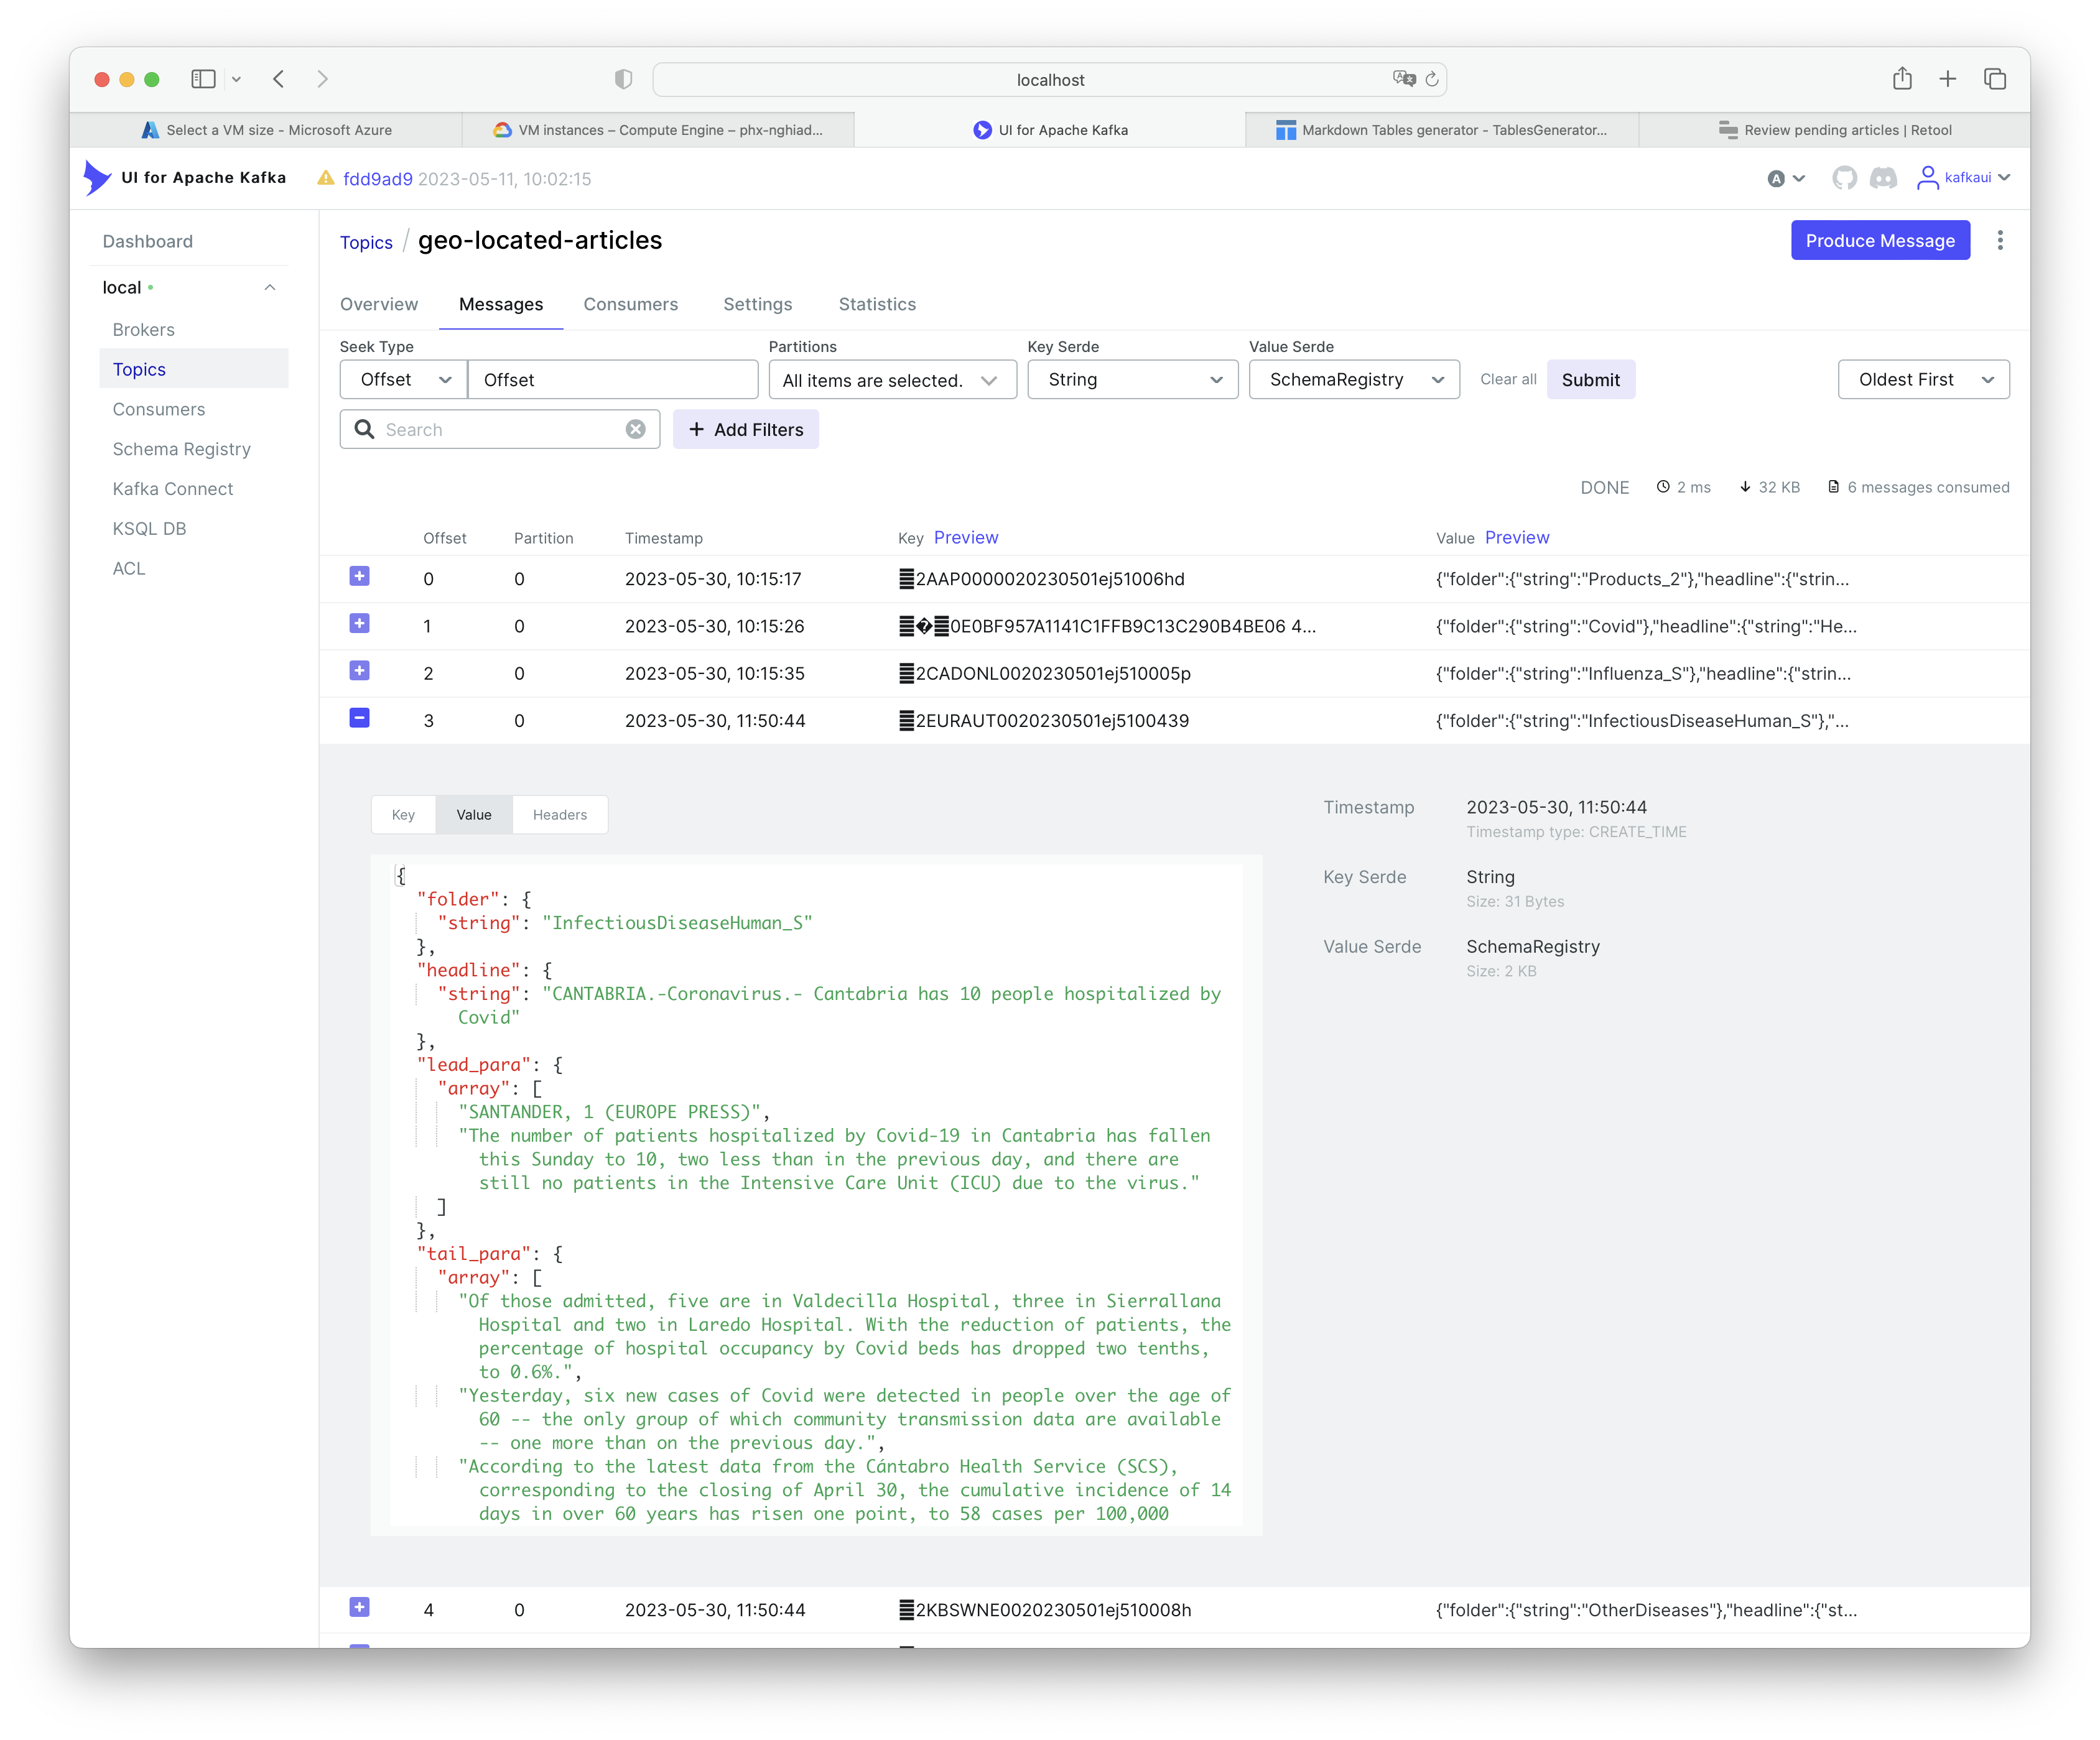 localhost
Select a VM size - Microsoft Azure
VM instances – Compute Engine – phx-nghiad...
UI for Apache Kafka
Markdown Tables generator - TablesGenerator...
Review pending articles | Retool
UI for Apache Kafka
fdd9ad9 2023-05-11, 10:02:15
A
kafkaui
Dashboard
local
Brokers
Topics
Consumers
Schema Registry
Kafka Connect
KSQL DB
ACL
Topics / geo-located-articles
Produce Message
Overview Messages Consumers Settings Statistics
Seek Type
Partitions
Key Serde
Value Serde
Offset
Offset
All items are selected.
String
SchemaRegistry
Clear all
Submit
Oldest First
Search
+ Add Filters
DONE 2 ms 32 KB 6 messages consumed
Offset Partition Timestamp Key Preview Value Preview
0 0 2023-05-30, 10:15:17 2AAP0000020230501ej51006hd {"folder":{"string":"Products_2"},"headline":{"strin...
1 0 2023-05-30, 10:15:26 �0E0BF957A1141C1FFB9C13C290B4BE06 4... {"folder":{"string":"Covid"},"headline":{"string":"He...
2 0 2023-05-30, 10:15:35 2CADONL0020230501ej510005p {"folder":{"string":"Influenza_S"},"headline":{"strin...
3 0 2023-05-30, 11:50:44 2EURAUT0020230501ej5100439 {"folder":{"string":"InfectiousDiseaseHuman_S"},"...
Key Value Headers
Timestamp 2023-05-30, 11:50:44
Timestamp type: CREATE_TIME
Key Serde String
Size: 31 Bytes
Value Serde SchemaRegistry
Size: 2 KB
{
"folder": {
"string": "InfectiousDiseaseHuman_S"
},
"headline": {
"string": "CANTABRIA.-Coronavirus.- Cantabria has 10 people hospitalized by
Covid"
},
"lead_para": {
"array": [
"SANTANDER, 1 (EUROPE PRESS)",
"The number of patients hospitalized by Covid-19 in Cantabria has fallen
this Sunday to 10, two less than in the previous day, and there are
still no patients in the Intensive Care Unit (ICU) due to the virus."
]
},
"tail_para": {
"array": [
"Of those admitted, five are in Valdecilla Hospital, three in Sierrallana
Hospital and two in Laredo Hospital. With the reduction of patients, the
percentage of hospital occupancy by Covid beds has dropped two tenths,
to 0.6%.",
"Yesterday, six new cases of Covid were detected in people over the age of
60 -- the only group of which community transmission data are available
-- one more than on the previous day.",
"According to the latest data from the Cántabro Health Service (SCS),
corresponding to the closing of April 30, the cumulative incidence of 14
days in over 60 years has risen one point, to 58 cases per 100,000
4 0 2023-05-30, 11:50:44 2KBSWNE0020230501ej510008h {"folder":{"string":"OtherDiseases"},"headline":{"st...